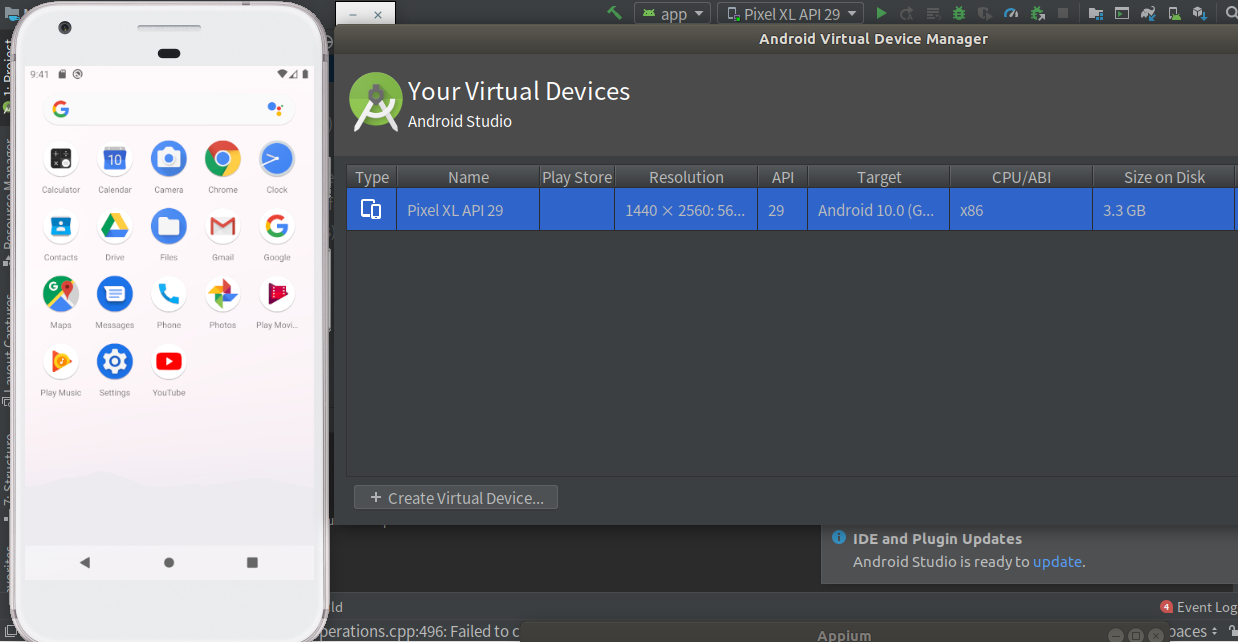 app
Pixel XL API 29
Android Virtual Device Manager
9:41
G
Your Virtual Devices
Android Studio
Type Name Play Store Resolution API Target CPU/ABI Size on Disk
Pixel XL API 29 1440 × 2560: 56... 29 Android 10.0 (G... x86 3.3 GB
Calculator Calendar Camera Chrome Clock
10
Contacts Drive Files Gmail Google
Maps Messages Phone Photos Play Movi...
Play Music Settings YouTube
+ Create Virtual Device...
IDE and Plugin Updates
Android Studio is ready to update.
4 Event Log
perations.cpp:496: Failed to c
Appium
1: Project
Resource Manager
Layout Captures
Z: Structure